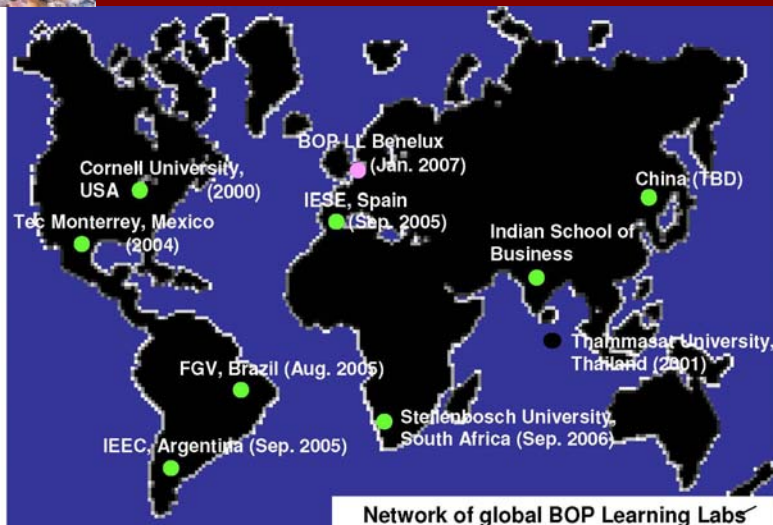 BOP LL Benelux
(Jan. 2007)
Cornell University,
USA (2000)
China (TBD)
IESE, Spain
(Sep. 2005)
Tec Monterrey, Mexico
(2004)
Indian School of
Business
Thammasat University,
Thailand (2001)
FGV, Brazil (Aug. 2005)
Stellenbosch University,
South Africa (Sep. 2006)
IEEC, Argentina (Sep. 2005)
Network of global BOP Learning Labs